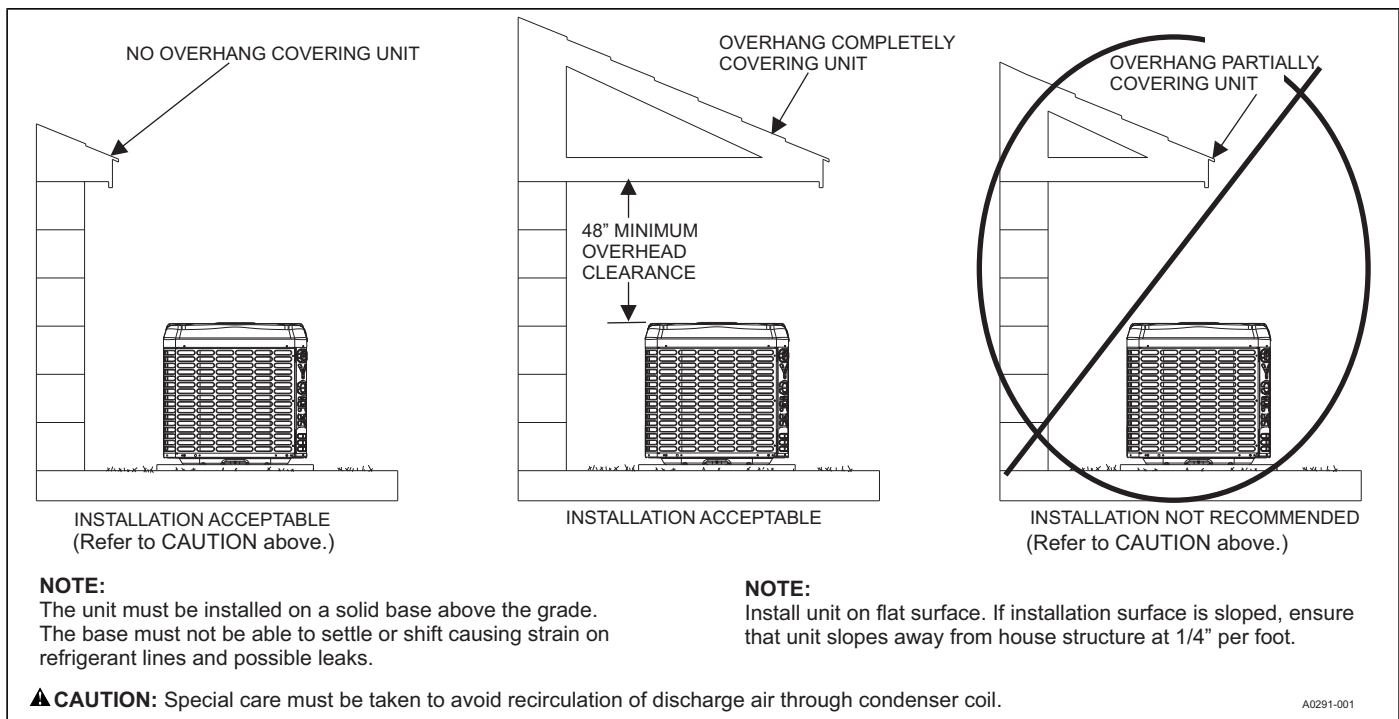 NO OVERHANG COVERING UNIT
OVERHANG COMPLETELY
COVERING UNIT
OVERHANG PARTIALLY
COVERING UNIT
48” MINIMUM
OVERHEAD
CLEARANCE
INSTALLATION ACCEPTABLE
(Refer to CAUTION above.)
INSTALLATION ACCEPTABLE
INSTALLATION NOT RECOMMENDED
(Refer to CAUTION above.)
NOTE:
The unit must be installed on a solid base above the grade.
The base must not be able to settle or shift causing strain on
refrigerant lines and possible leaks.
NOTE:
Install unit on flat surface. If installation surface is sloped, ensure
that unit slopes away from house structure at 1/4” per foot.
CAUTION: Special care must be taken to avoid recirculation of discharge air through condenser coil.
A0291-001